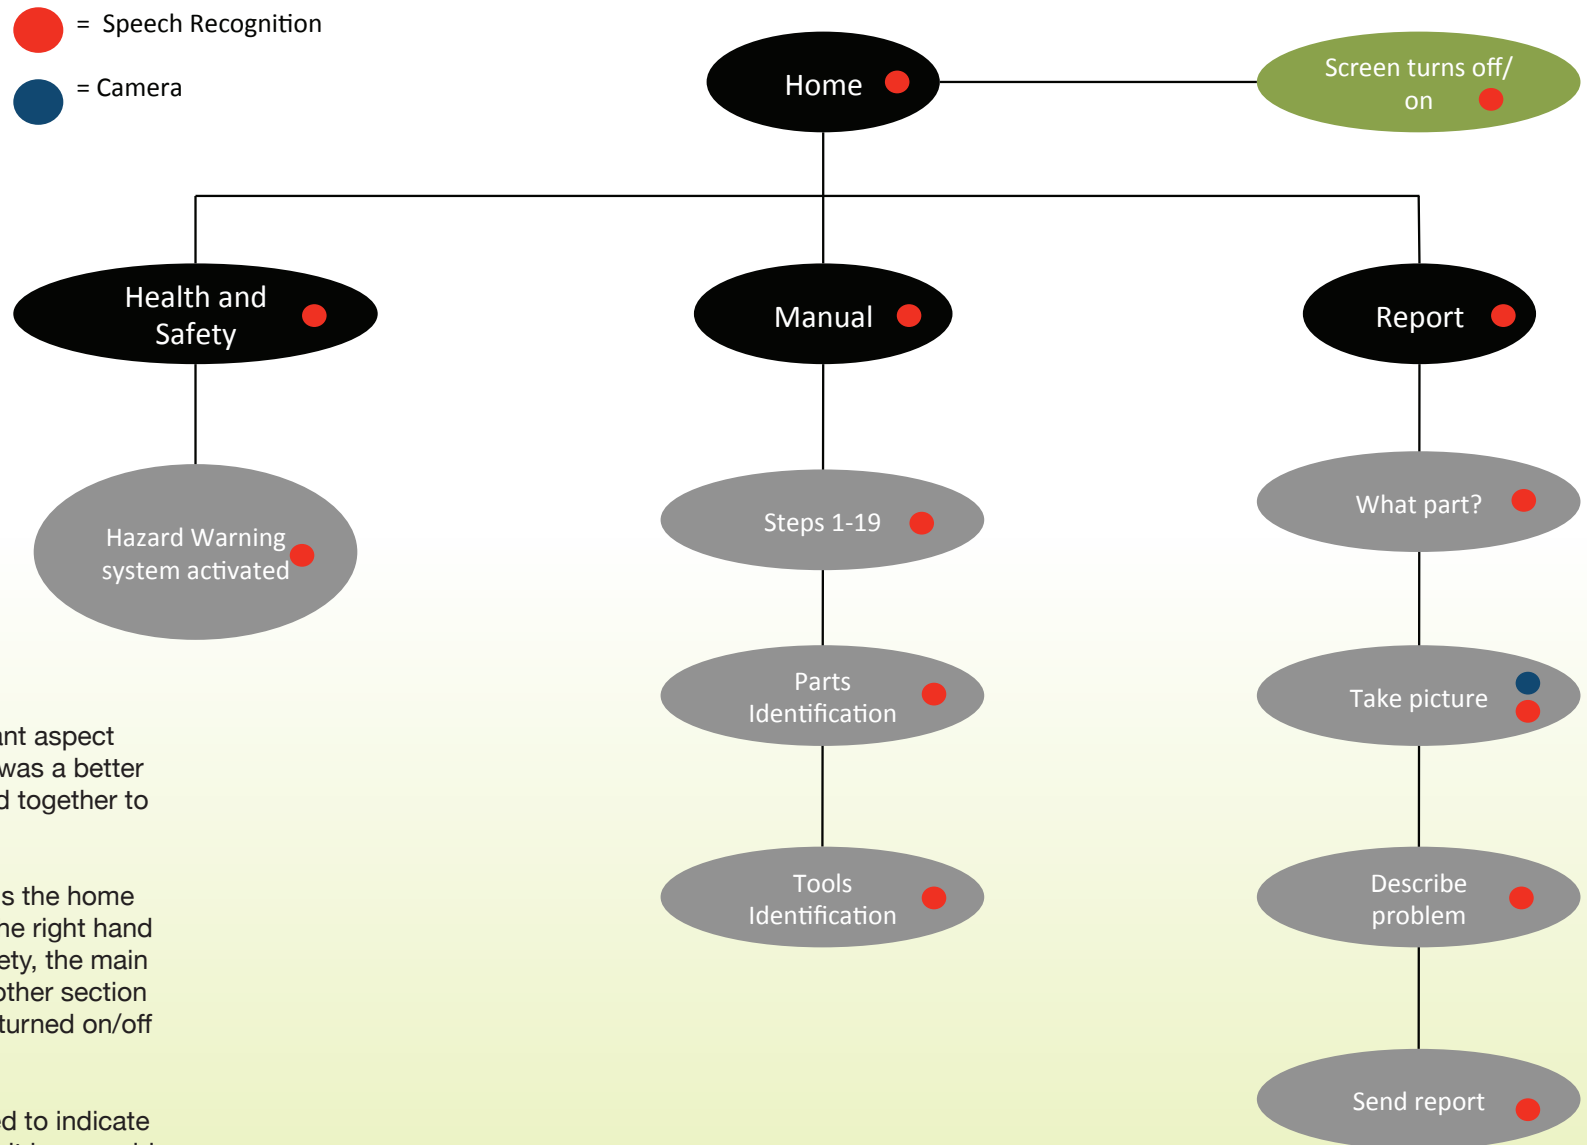 = Speech Recognition
= Camera
Home
Screen turns off/
on
Health and
Safety
Manual
Report
Hazard Warning
system activated
Steps 1-19
Parts
Identification
Tools
Identification
What part?
Take picture
Describe
problem
Send report
ant aspect
was a better
d together to
s the home
ne right hand
ety, the main
other section
turned on/off
ed to indicate